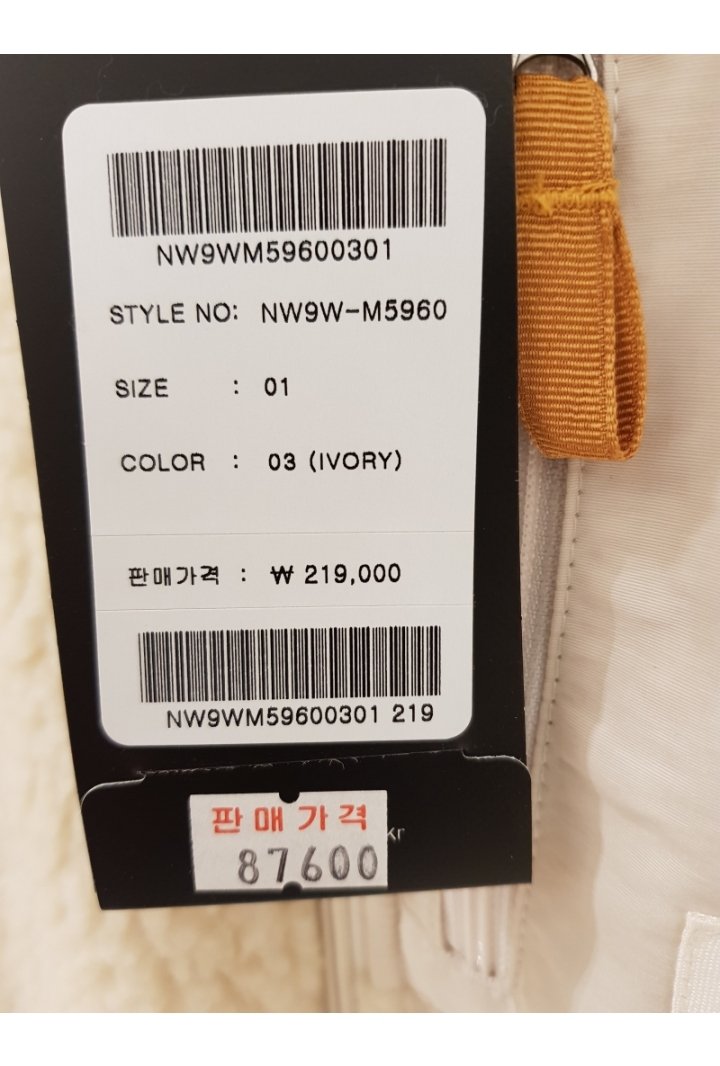 NW9WM59600301
STYLE NO: NW9W-M5960
SIZE : 01
COLOR : 03 (IVORY)
판매가격 : ₩ 219,000
NW9WM59600301 219
판매가격
kr
87600